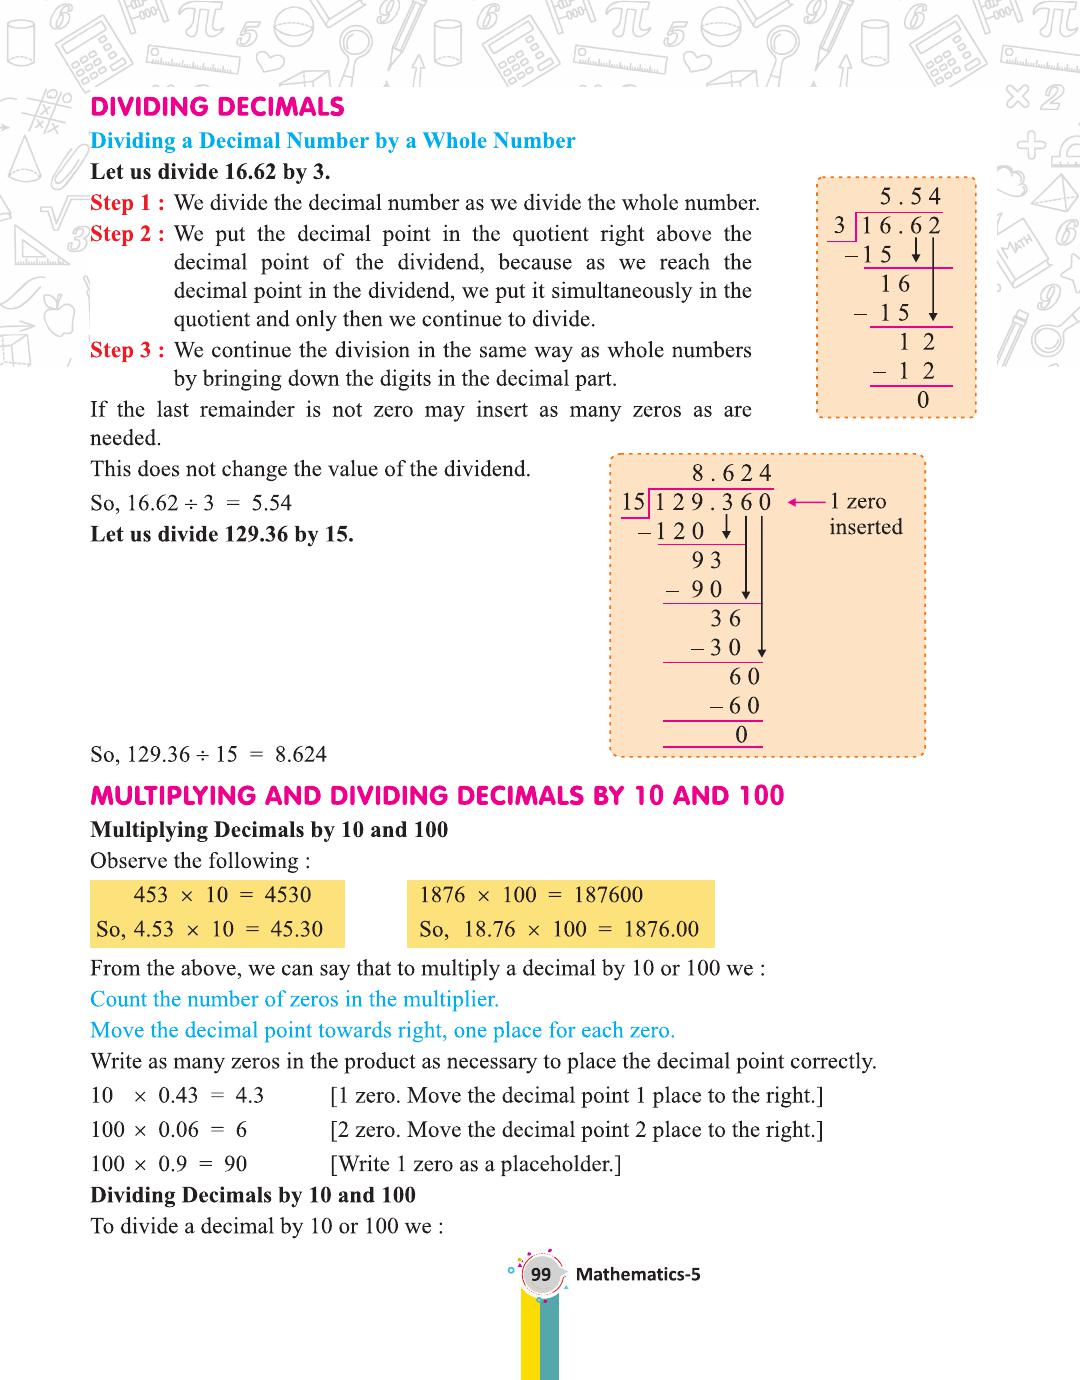 DIVIDING DECIMALS
Dividing a Decimal Number by a Whole Number
Let us divide 16.62 by 3.
Step 1 : We divide the decimal number as we divide the whole number.
Step 2 : We put the decimal point in the quotient right above the
decimal point of the dividend, because as we reach the
decimal point in the dividend, we put it simultaneously in the
quotient and only then we continue to divide.
Step 3 : We continue the division in the same way as whole numbers
by bringing down the digits in the decimal part.
5.54
3 16.62
–15
16
– 15
12
– 12
0
If the last remainder is not zero may insert as many zeros as are
needed.
This does not change the value of the dividend.
So, 16.62 ÷ 3 = 5.54
Let us divide 129.36 by 15.
8.624
15 129.360 ← 1 zero
inserted
–120
93
– 90
36
–30
60
–60
0
So, 129.36 ÷ 15 = 8.624
MULTIPLYING AND DIVIDING DECIMALS BY 10 AND 100
Multiplying Decimals by 10 and 100
Observe the following :
453 × 10 = 4530
So, 4.53 × 10 = 45.30
1876 × 100 = 187600
So, 18.76 × 100 = 1876.00
From the above, we can say that to multiply a decimal by 10 or 100 we :
Count the number of zeros in the multiplier.
Move the decimal point towards right, one place for each zero.
Write as many zeros in the product as necessary to place the decimal point correctly.
10 × 0.43 = 4.3 [1 zero. Move the decimal point 1 place to the right.]
100 × 0.06 = 6 [2 zero. Move the decimal point 2 place to the right.]
100 × 0.9 = 90 [Write 1 zero as a placeholder.]
Dividing Decimals by 10 and 100
To divide a decimal by 10 or 100 we :
99 Mathematics-5